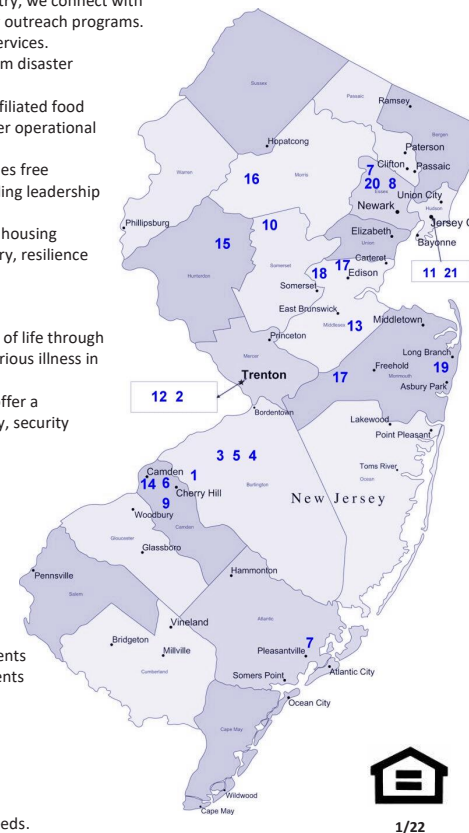 try, we connect with
outreach programs.
ervices.
m disaster
filiated food
er operational
es free
ding leadership
housing
ry, resilience
of life through
rious illness in
offer a
y, security
ents
ents
eds.
Sussex
Passaic
Ramsey
Bergen
Hopatcong
Paterson
Warren
Morris
Clifton
Passaic
7
16
20 8
Essex
Union City
Hudson
Newark
Jersey C
Phillipsburg
10
Elizabeth
Bayonne
15
Union
Carteret
Somerset
18 17
Edison
11 21
Hunterdon
Somerset
East Brunswick
Middlesex
13
Middletown
Princeton
Mercer
Long Branch
Trenton
17
Freehold
Monmouth
19
Asbury Park
12 2
Bordentown
Lakewood
Point Pleasant
3 5 4
Ocean
Toms River
Camden
1
14 6
Cherry Hill
Burlington
New Jersey
9
Woodbury
Camden
Gloucester
Glassboro
Pennsville
Hammonton
Salem
Atlantic
Vineland
Bridgeton
Millville
Pleasantville
7
Cumberland
Somers Point
Atlantic City
Ocean City
Cape May
Wildwood
Cape May
1/22